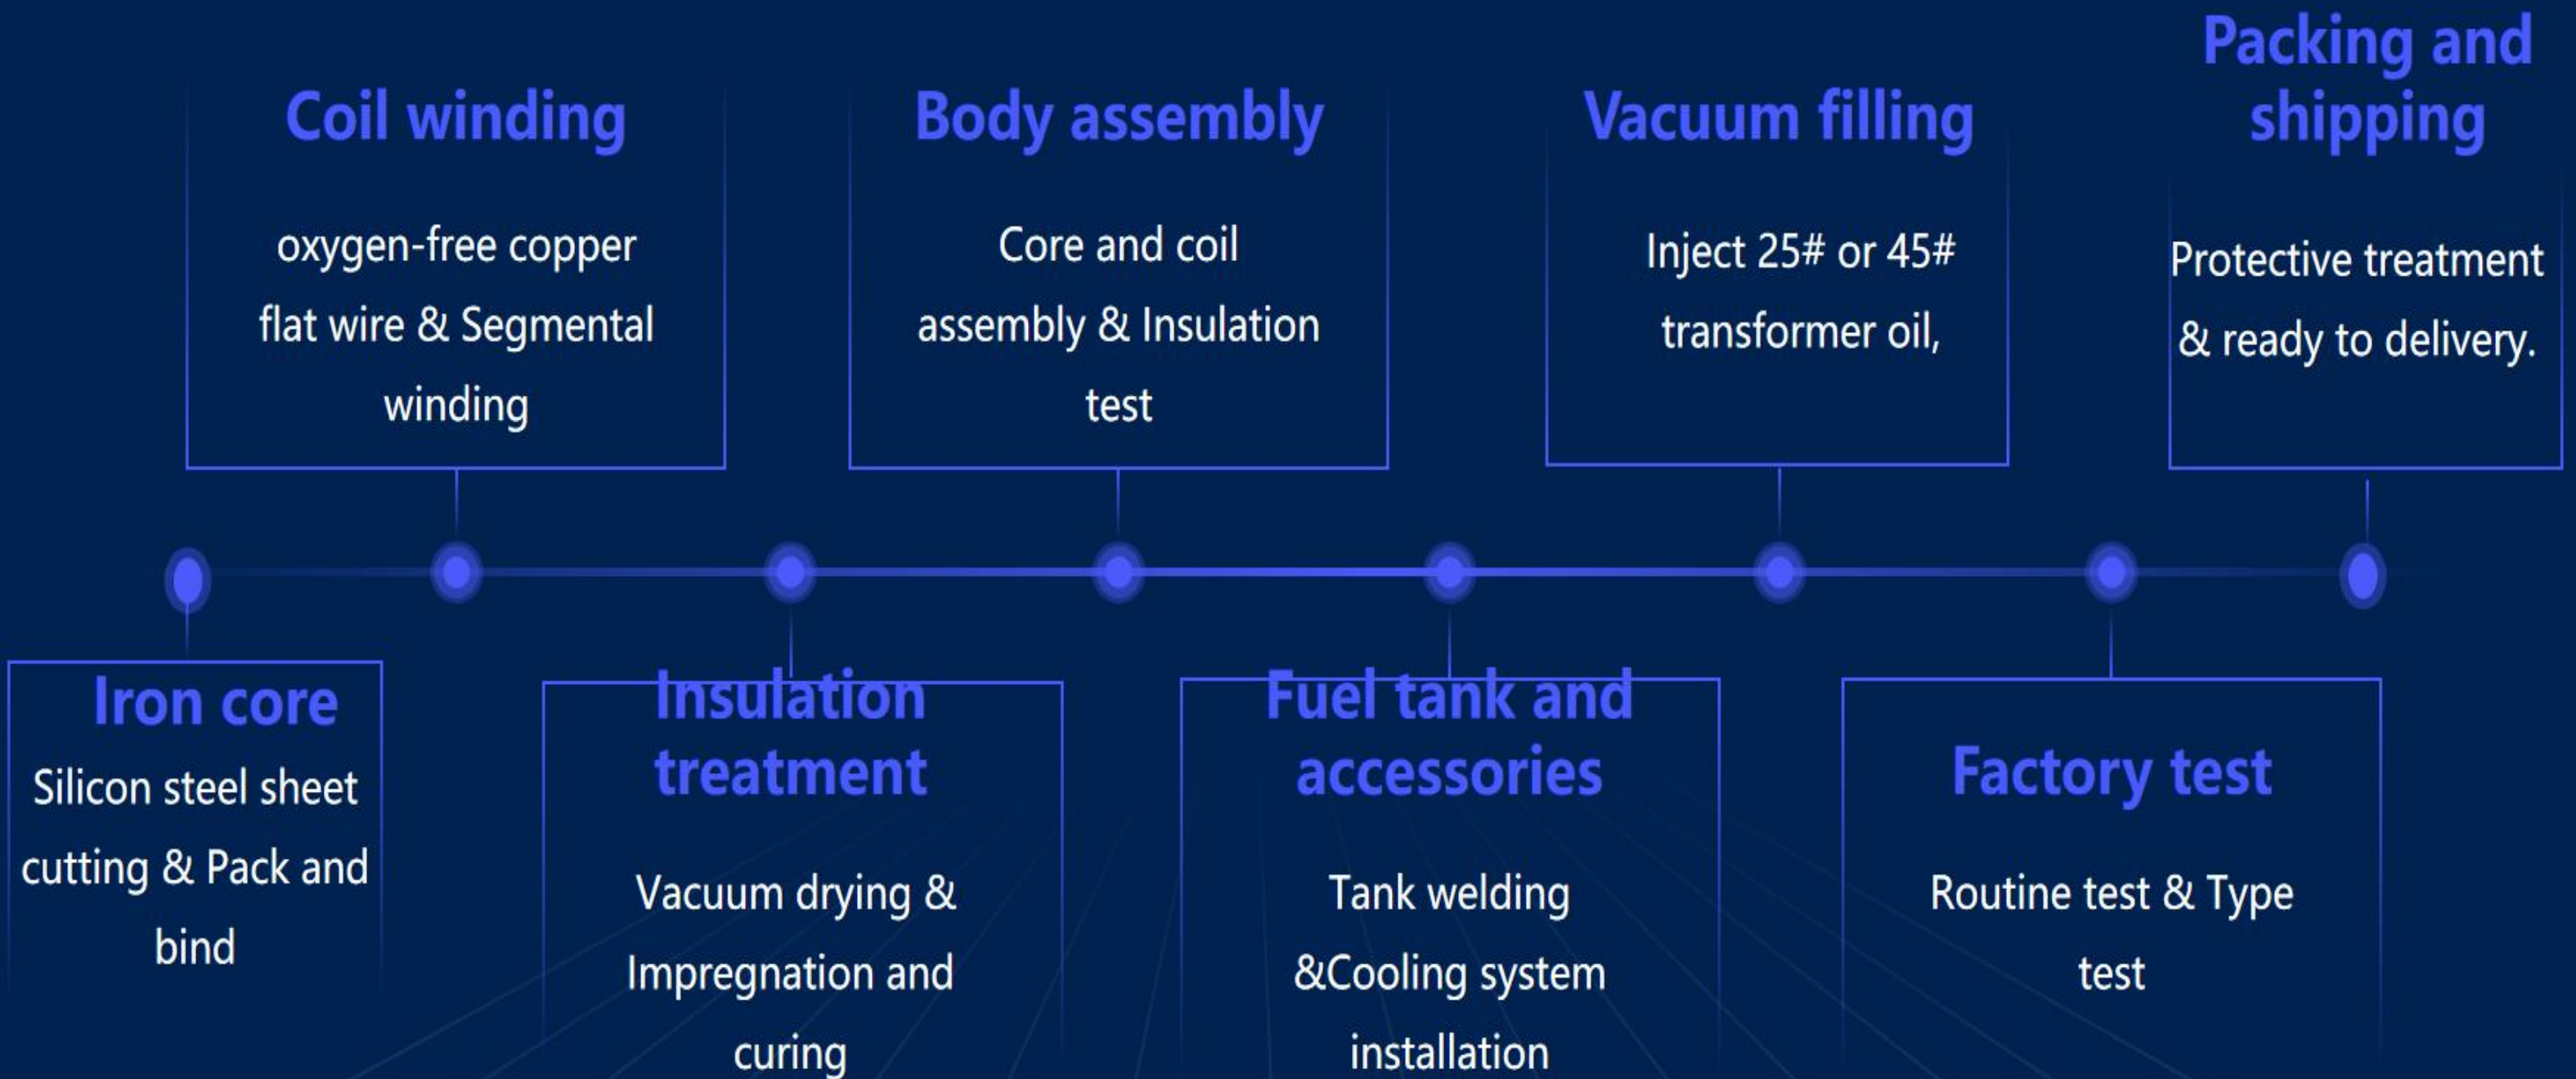 Coil winding
oxygen-free copper
flat wire & Segmental
winding
Body assembly
Core and coil
assembly & Insulation
test
Vacuum filling
Inject 25# or 45#
transformer oil,
Packing and
shipping
Protective treatment
& ready to delivery.
Iron core
Silicon steel sheet
cutting & Pack and
bind
Insulation
treatment
Vacuum drying &
Impregnation and
curing
Fuel tank and
accessories
Tank welding
&Cooling system
installation
Factory test
Routine test & Type
test